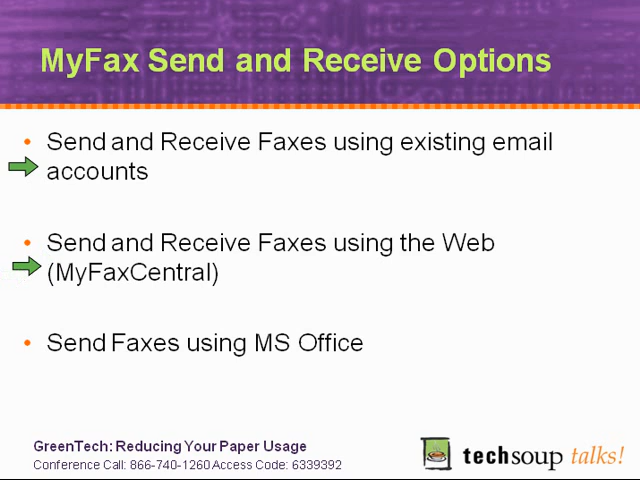 MyFax Send and Receive Options
• Send and Receive Faxes using existing email
accounts
• Send and Receive Faxes using the Web
(MyFaxCentral)
• Send Faxes using MS Office
GreenTech: Reducing Your Paper Usage
Conference Call: 866-740-1260 Access Code: 6339392
techsoup talks!